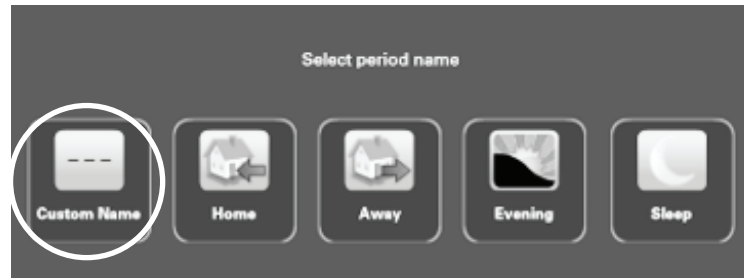 Select period name
---
Custom Name
Home
Away
Evening
Sleep